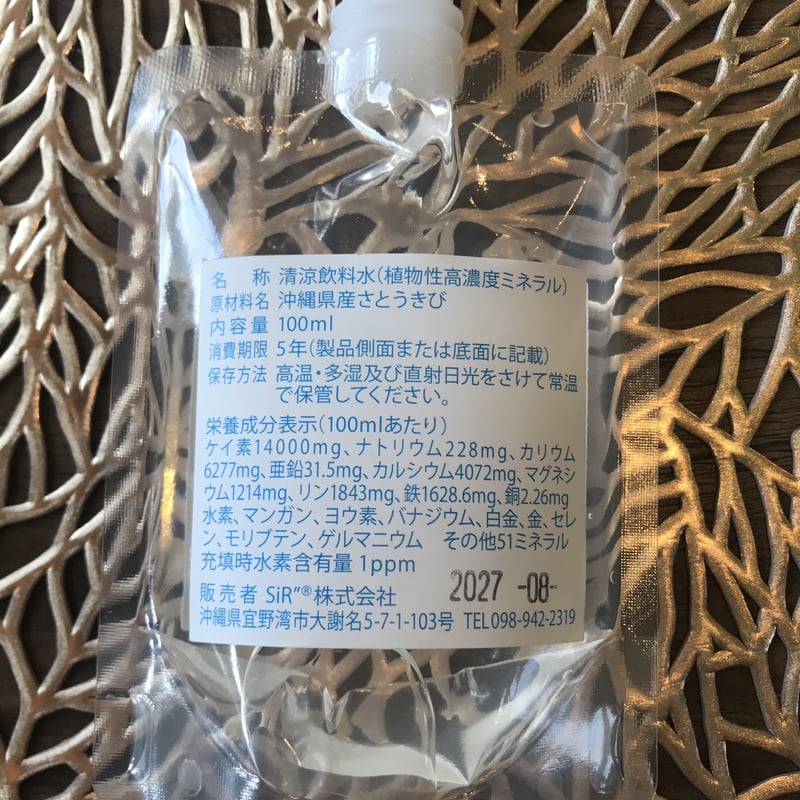 名 称 清涼飲料水(植物性高濃度ミネラル)
原材料名 沖縄県産さとうきび
内容量 100ml
消費期限 5年(製品側面または底面に記載)
保存方法 高温・多湿及び直射日光をさけて常温
で保管してください。
栄養成分表示(100mlあたり)
ケイ素14000mg、ナトリウム228mg、カリウム
6277mg、亜鉛31.5mg、カルシウム4072mg、マグネシ
ウム1214mg、リン1843mg、鉄1628.6mg、銅2.26mg
水素、マンガン、ヨウ素、バナジウム、白金、金、セレ
ン、モリブテン、ゲルマニウム その他51ミネラル
充填時水素含有量 1ppm
2027 -08-
販売者 SiR"®株式会社
沖縄県宜野湾市大謝名5-7-1-103号 TEL098-942-2319